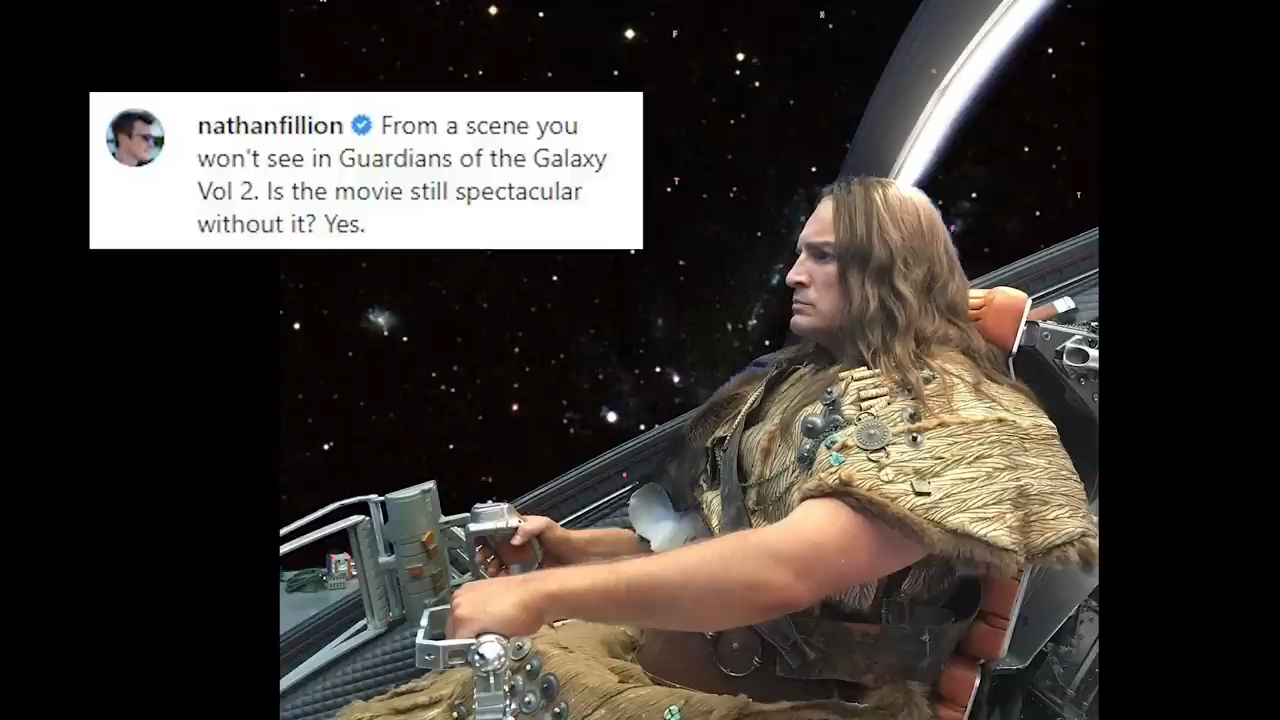 nathanfillion From a scene you
won't see in Guardians of the Galaxy
Vol 2. Is the movie still spectacular
without it? Yes.